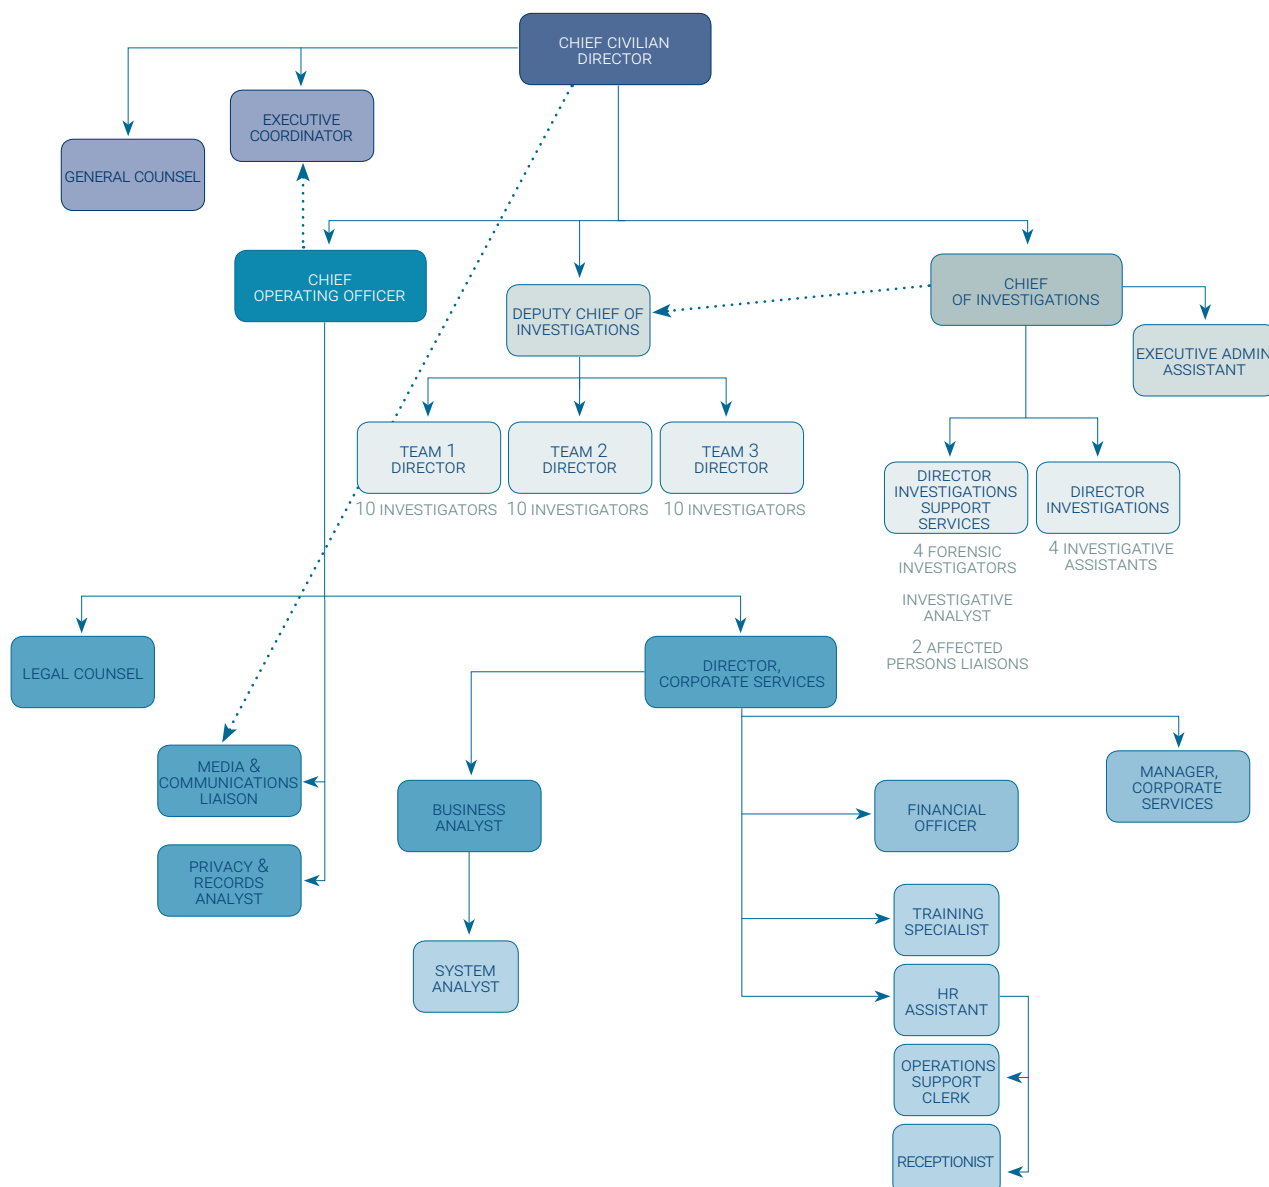 CHIEF CIVILIAN
DIRECTOR
EXECUTIVE
COORDINATOR
GENERAL COUNSEL
CHIEF
OPERATING OFFICER
DEPUTY CHIEF OF
INVESTIGATIONS
CHIEF
OF INVESTIGATIONS
EXECUTIVE ADMIN
ASSISTANT
TEAM 1
DIRECTOR
10 INVESTIGATORS
TEAM 2
DIRECTOR
10 INVESTIGATORS
TEAM 3
DIRECTOR
10 INVESTIGATORS
DIRECTOR
INVESTIGATIONS
SUPPORT
SERVICES
4 FORENSIC
INVESTIGATORS
INVESTIGATIVE
ANALYST
2 AFFECTED
PERSONS LIAISONS
DIRECTOR
INVESTIGATIONS
4 INVESTIGATIVE
ASSISTANTS
LEGAL COUNSEL
DIRECTOR,
CORPORATE SERVICES
MEDIA &
COMMUNICATIONS
LIAISON
PRIVACY &
RECORDS
ANALYST
BUSINESS
ANALYST
SYSTEM
ANALYST
MANAGER,
CORPORATE
SERVICES
FINANCIAL
OFFICER
TRAINING
SPECIALIST
HR
ASSISTANT
OPERATIONS
SUPPORT
CLERK
RECEPTIONIST